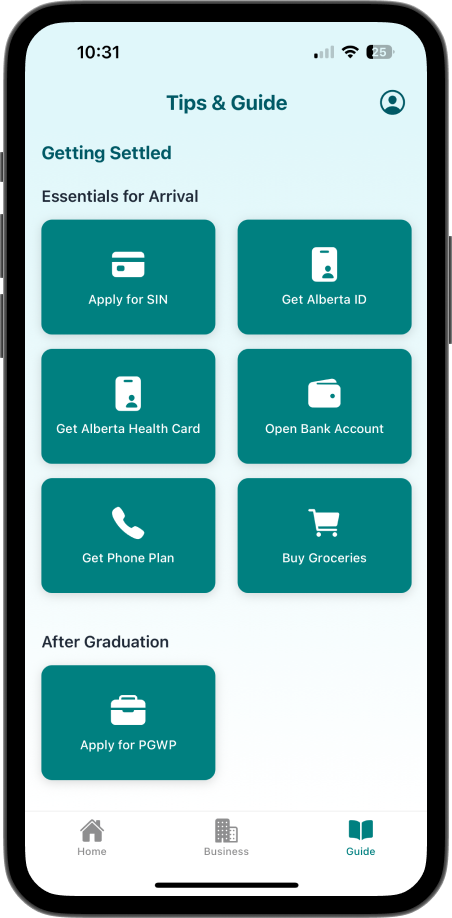 10:31
25
Tips & Guide
Getting Settled
Essentials for Arrival
Apply for SIN
Get Alberta ID
Get Alberta Health Card
Open Bank Account
Get Phone Plan
Buy Groceries
After Graduation
Apply for PGWP
Home
Business
Guide